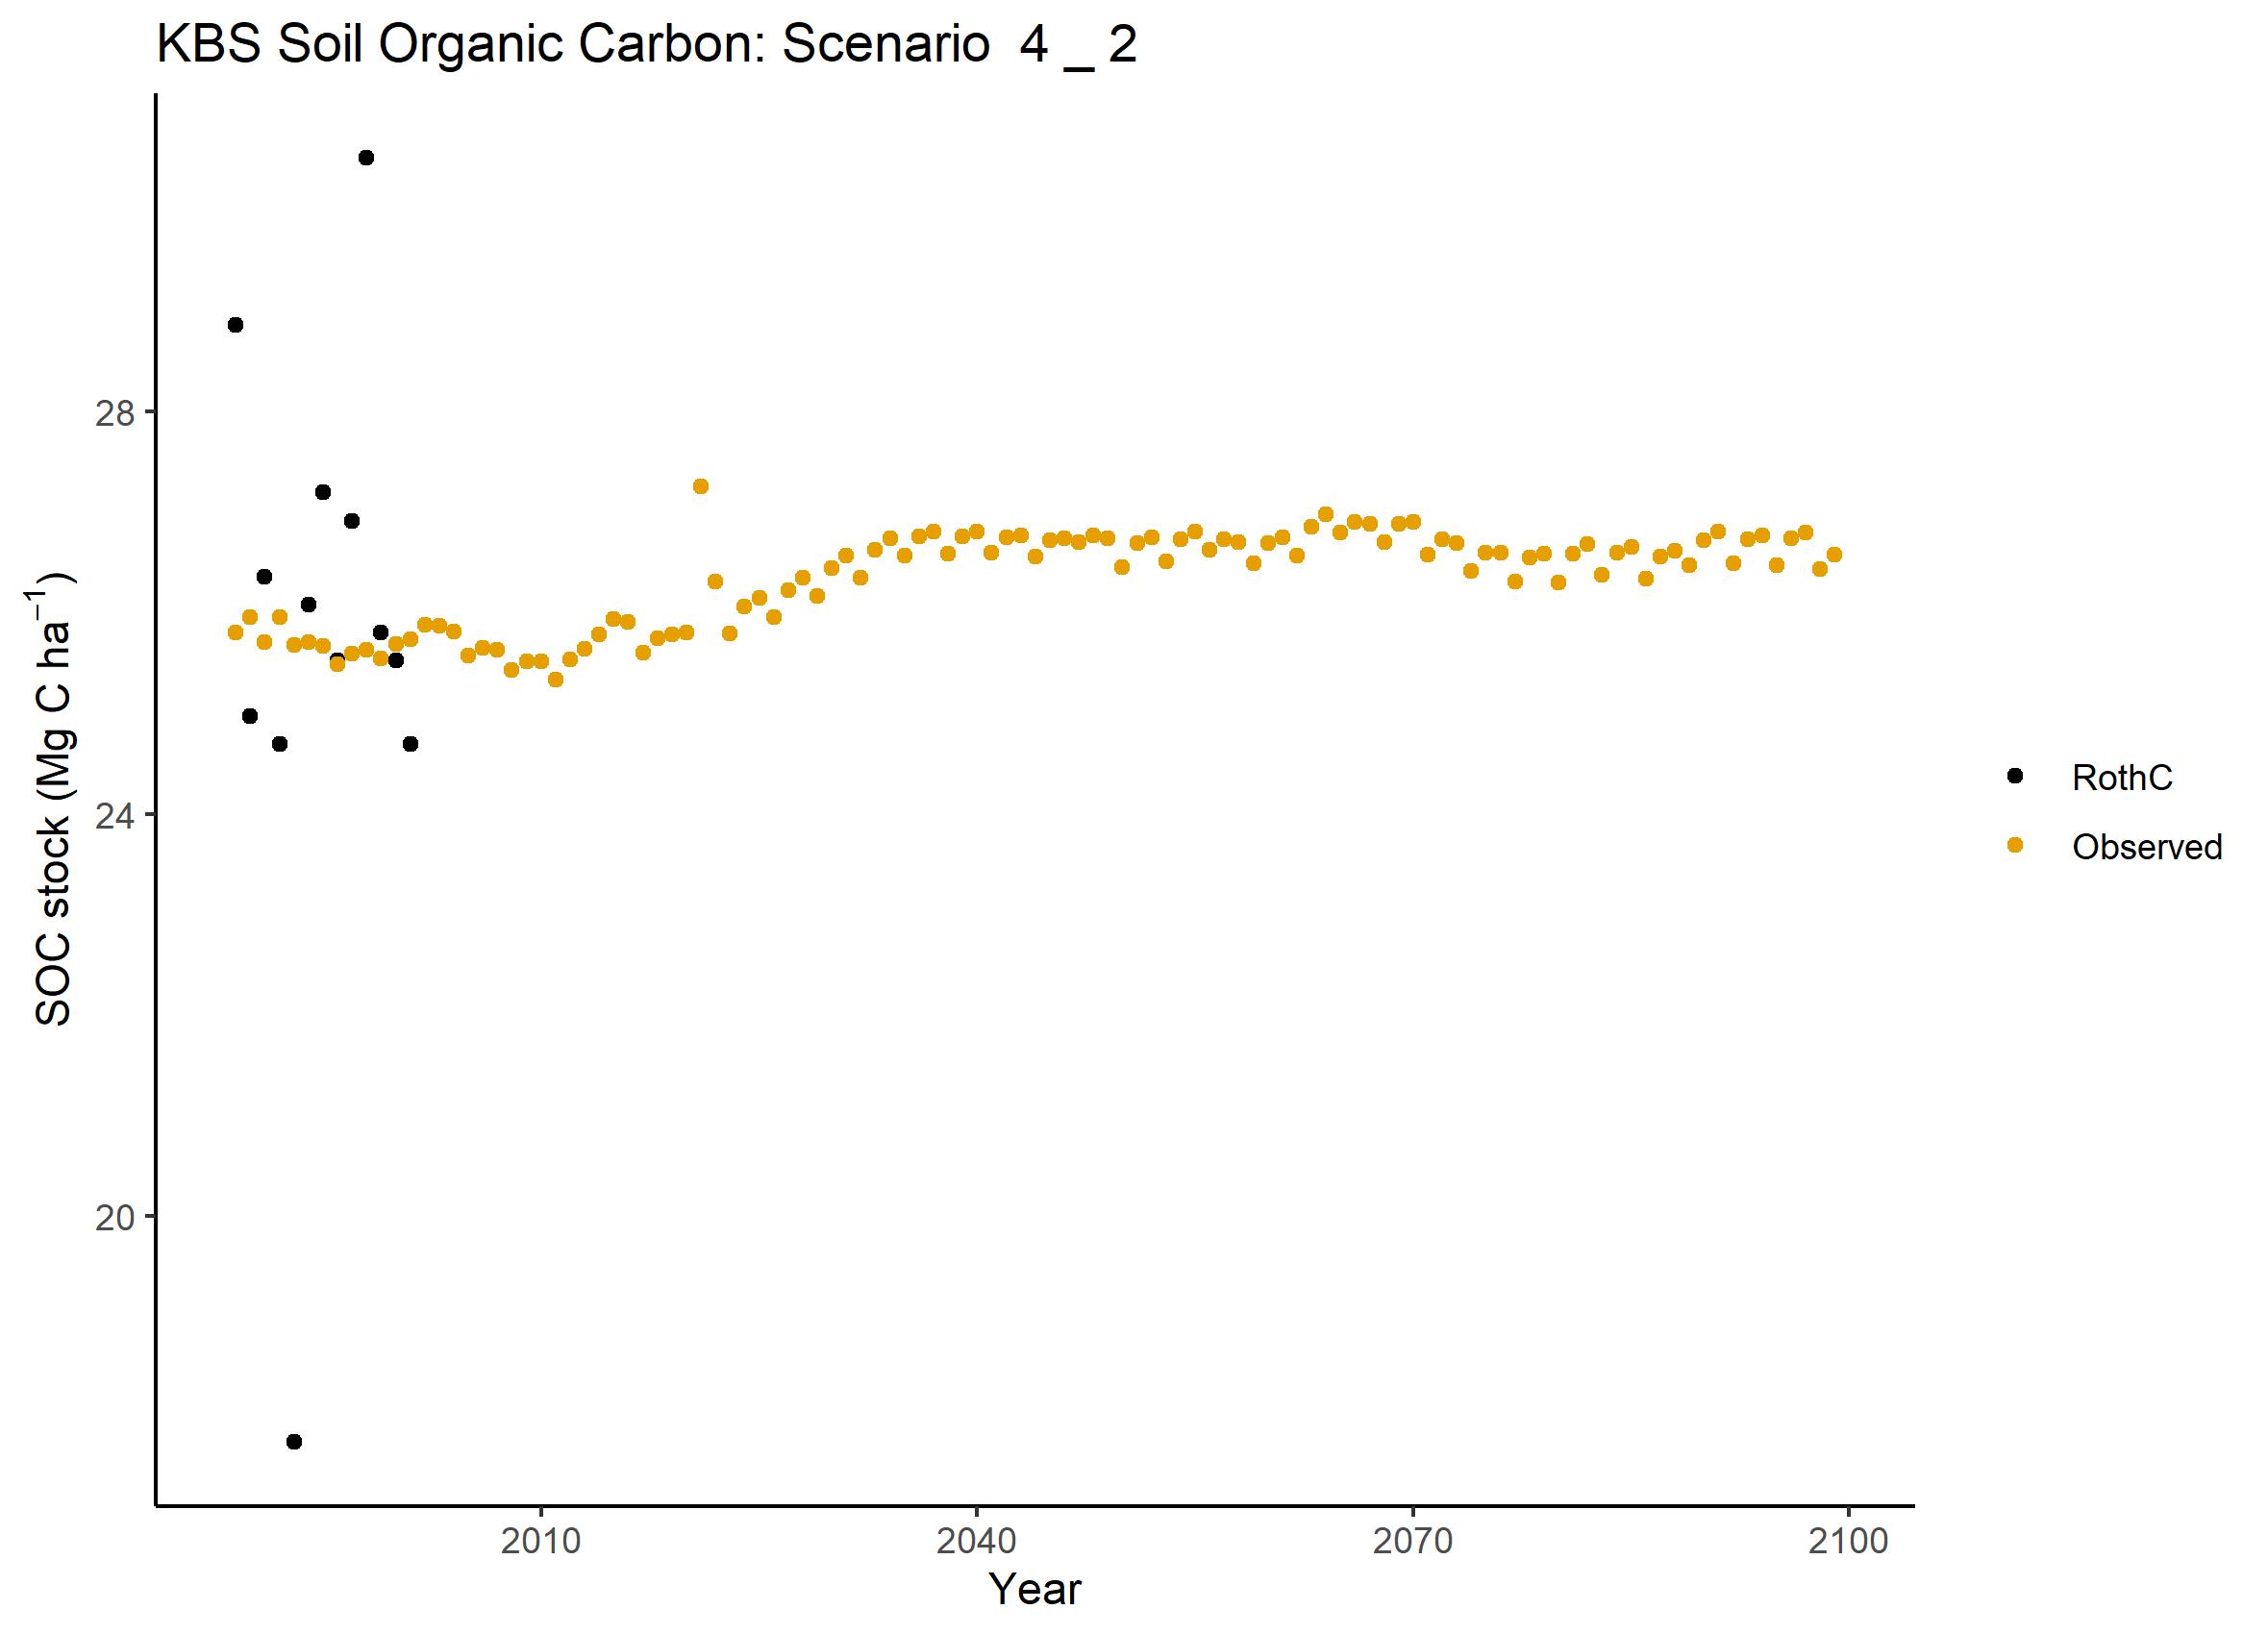 KBS Soil Organic Carbon: Scenario  4 _ 2
SOC stock (Mg C ha⁻¹)
28
24
20
2010
2040
2070
2100
Year
RothC
Observed